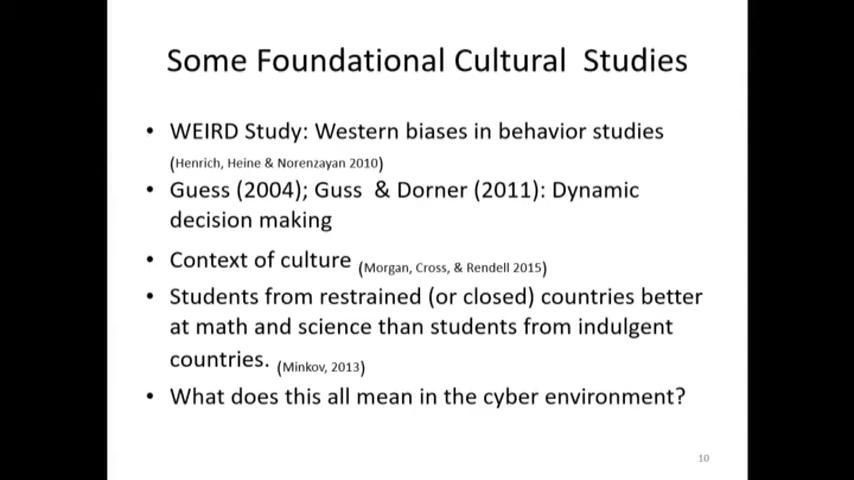 Some Foundational Cultural Studies
• WEIRD Study: Western biases in behavior studies
(Henrich, Heine & Norenzayan 2010)
• Guess (2004); Guss & Dorner (2011): Dynamic
decision making
• Context of culture (Morgan, Cross, & Rendell 2015)
• Students from restrained (or closed) countries better
at math and science than students from indulgent
countries. (Minkov, 2013)
• What does this all mean in the cyber environment?
10